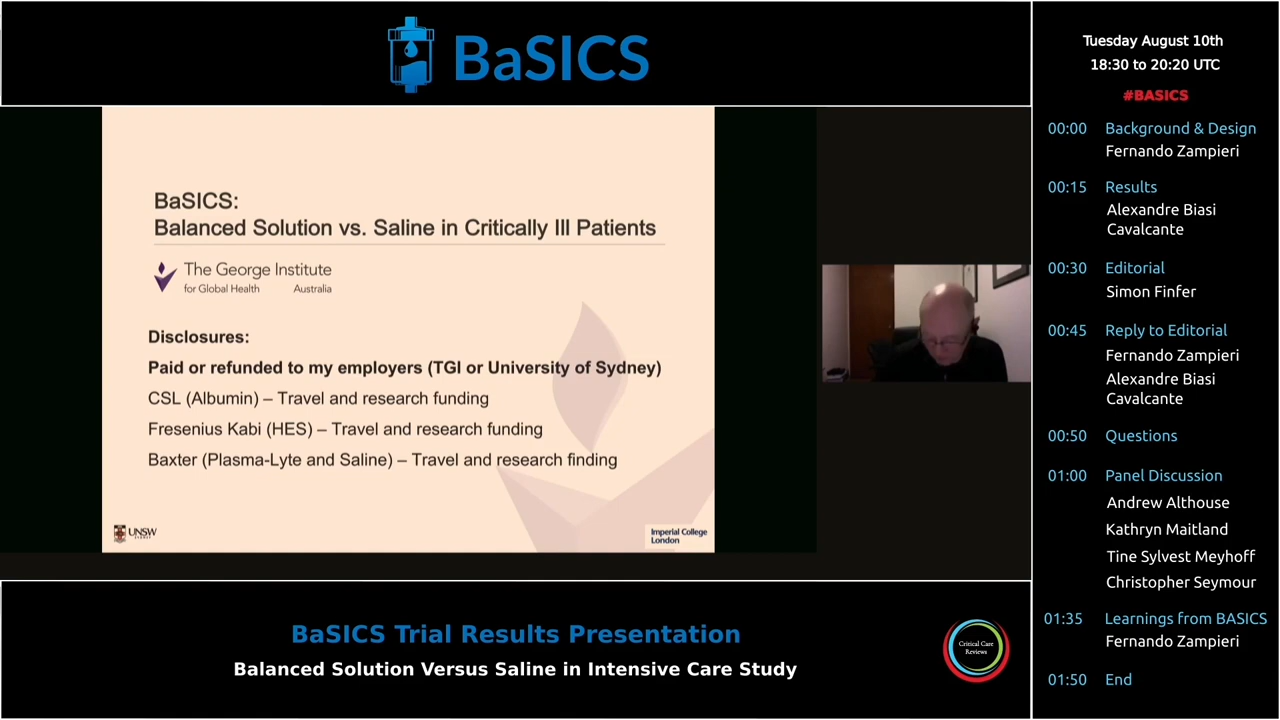 BaSICS
BaSICS:
Balanced Solution vs. Saline in Critically Ill Patients
The George Institute
for Global Health Australia
Disclosures:
Paid or refunded to my employers (TGI or University of Sydney)
CSL (Albumin) – Travel and research funding
Fresenius Kabi (HES) – Travel and research funding
Baxter (Plasma-Lyte and Saline) – Travel and research finding
UNSW
SYDNEY
Imperial College
London
BaSICS Trial Results Presentation
Balanced Solution Versus Saline in Intensive Care Study
Critical Care
Reviews
Tuesday August 10th
18:30 to 20:20 UTC
#BASICS
00:00 Background & Design
Fernando Zampieri
00:15 Results
Alexandre Biasi
Cavalcante
00:30 Editorial
Simon Finfer
00:45 Reply to Editorial
Fernando Zampieri
Alexandre Biasi
Cavalcante
00:50 Questions
01:00 Panel Discussion
Andrew Althouse
Kathryn Maitland
Tine Sylvest Meyhoff
Christopher Seymour
01:35 Learnings from BASICS
Fernando Zampieri
01:50 End